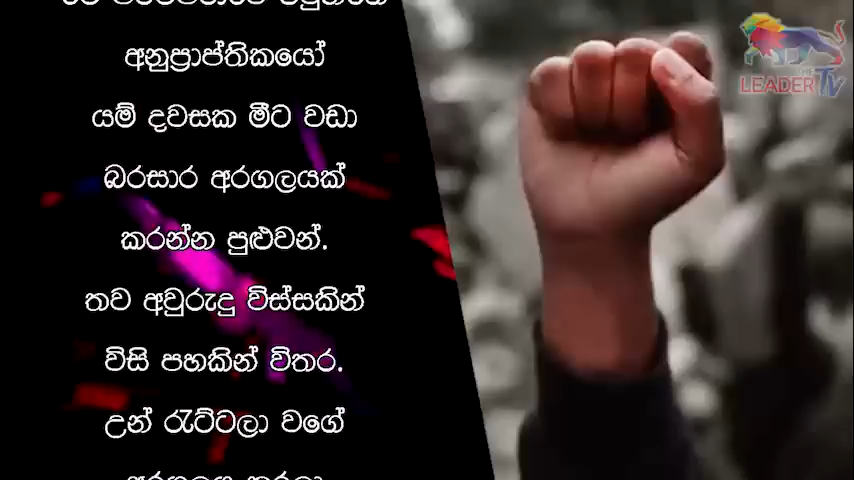 අනුප්‍රාප්තිකයෝ
යම් දවසක මීට වඩා
බරසාර අරගලයක්
කරන්න පුළුවන්.
තව අවුරුදු විස්සකින්
විසි පහකින් විතර.
උන් රැට්ටලා වගේ
THE
LEADER TV